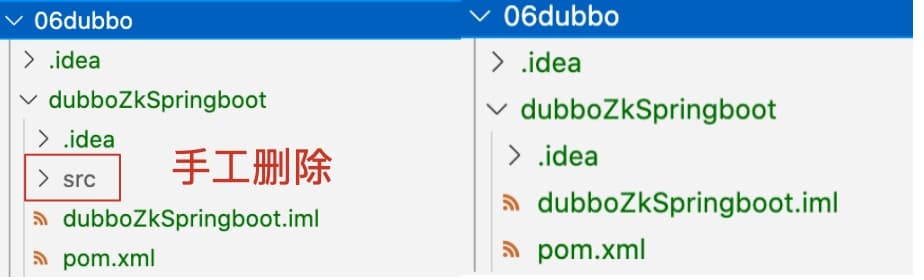 06dubbo
.idea
dubboZkSpringboot
.idea
src
手工删除
dubboZkSpringboot.iml
pom.xml
06dubbo
.idea
dubboZkSpringboot
.idea
dubboZkSpringboot.iml
pom.xml